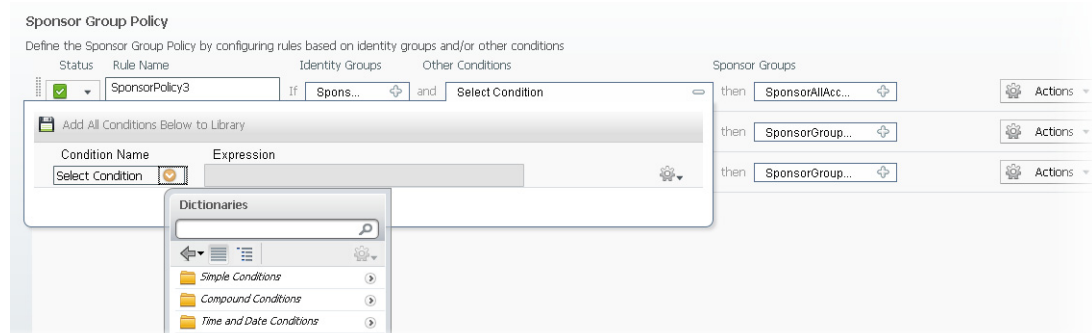 Sponsor Group Policy
Define the Sponsor Group Policy by configuring rules based on identity groups and/or other conditions
Status Rule Name Identity Groups Other Conditions Sponsor Groups
SponsorPolicy3 If Spons... and Select Condition then SponsorAllAcc... Actions
Add All Conditions Below to Library then SponsorGroup... Actions
Condition Name Expression
Select Condition then SponsorGroup... Actions
Dictionaries
Simple Conditions
Compound Conditions
Time and Date Conditions